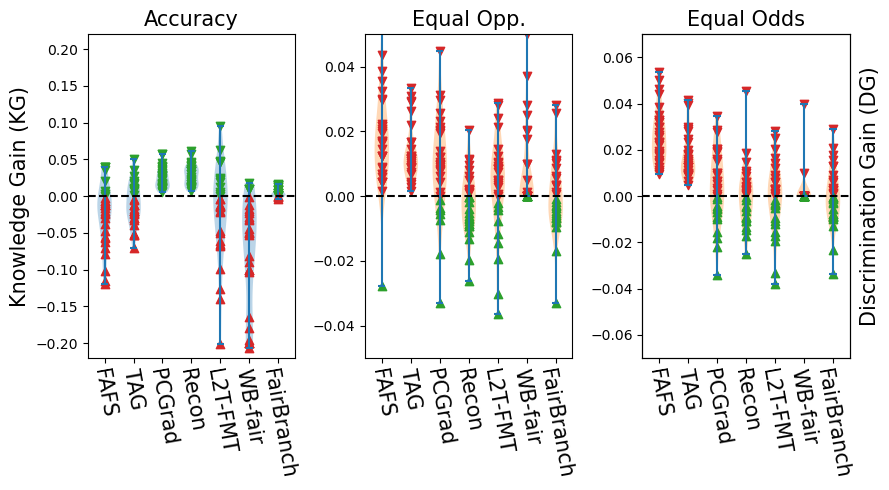 Accuracy
Equal Opp.
Equal Odds
Knowledge Gain (KG)
0.20
0.15
0.10
0.05
0.00
−0.05
−0.10
−0.15
−0.20
FAFS
TAG
PCGrad
Recon
L2T-FMT
WB-fair
FairBranch
0.04
0.02
0.00
−0.02
−0.04
FAFS
TAG
PCGrad
Recon
L2T-FMT
WB-fair
FairBranch
0.06
0.04
0.02
0.00
−0.02
−0.04
−0.06
FAFS
TAG
PCGrad
Recon
L2T-FMT
WB-fair
FairBranch
Discrimination Gain (DG)